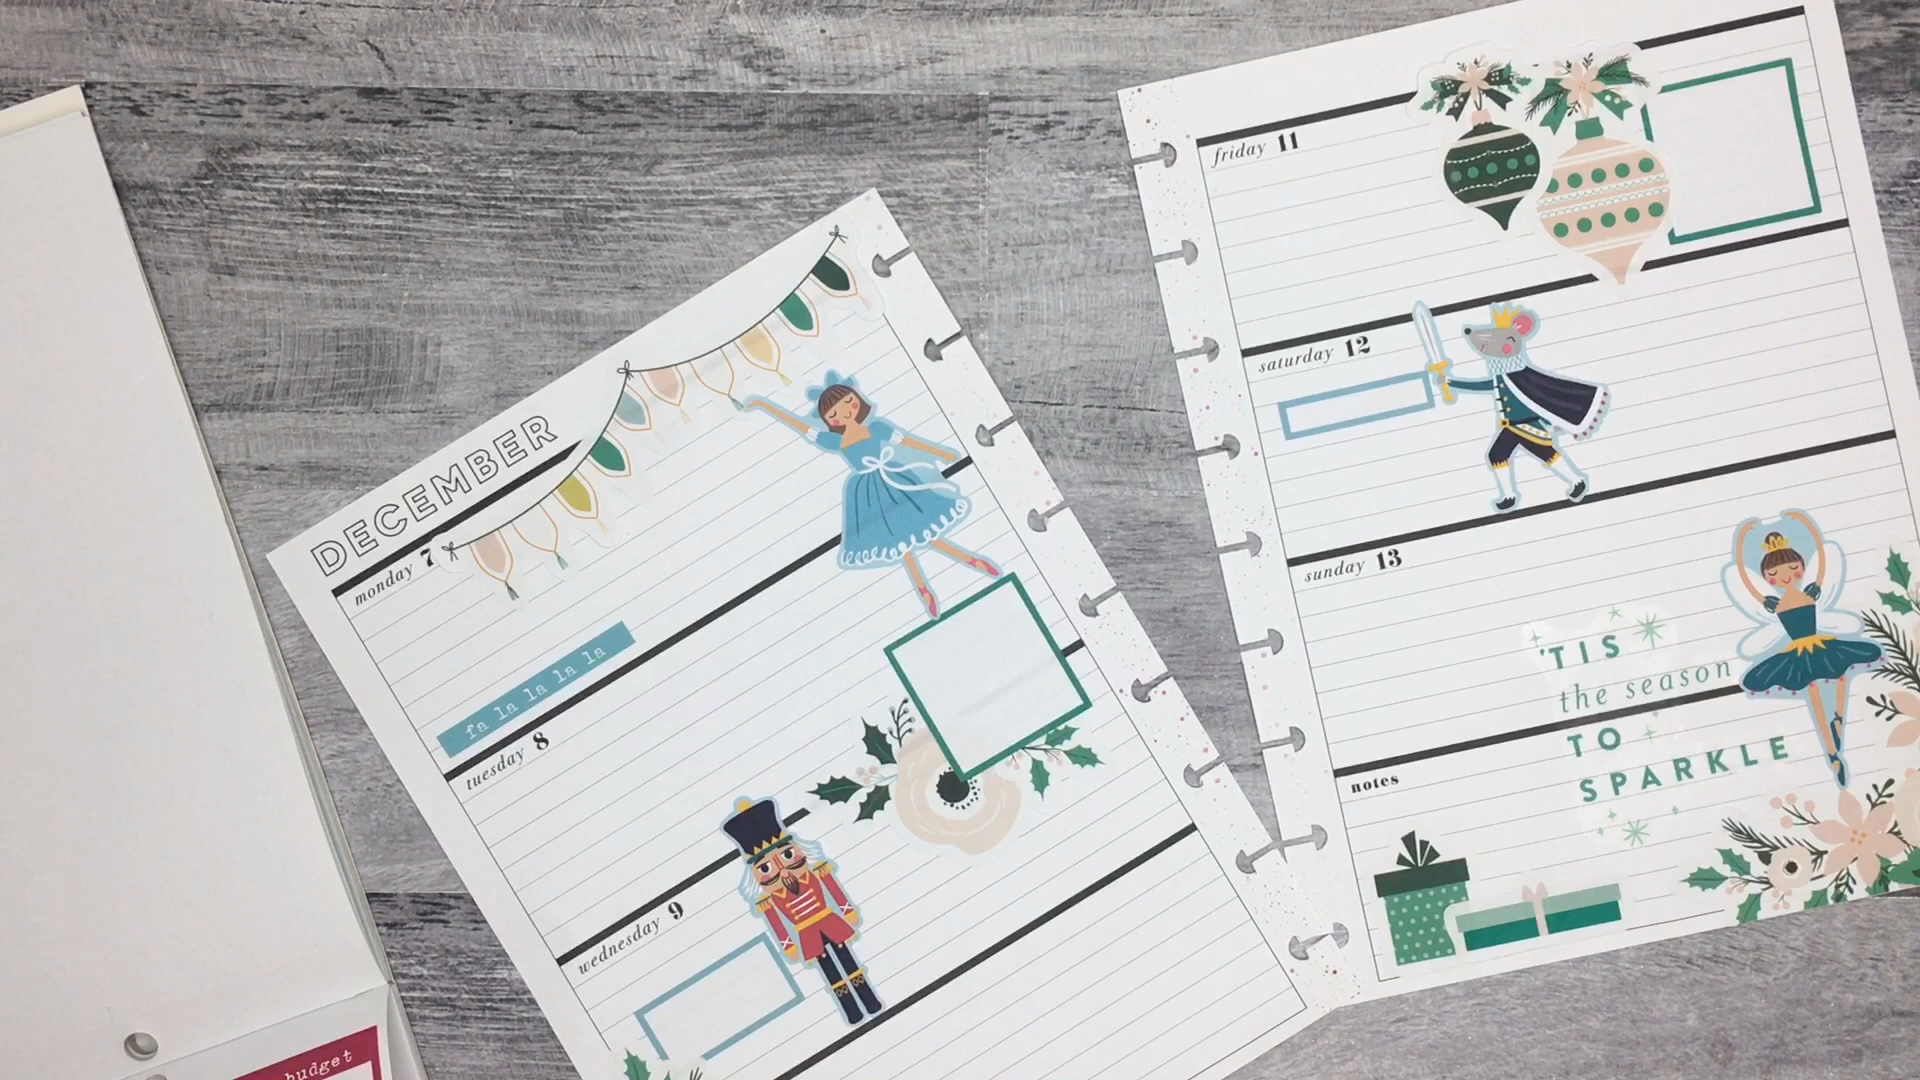 DECEMBER
monday 7
fa la la la la
tuesday 8
wednesday 9
friday 11
saturday 12
sunday 13
'TIS
the season
TO
SPARKLE
notes
budget